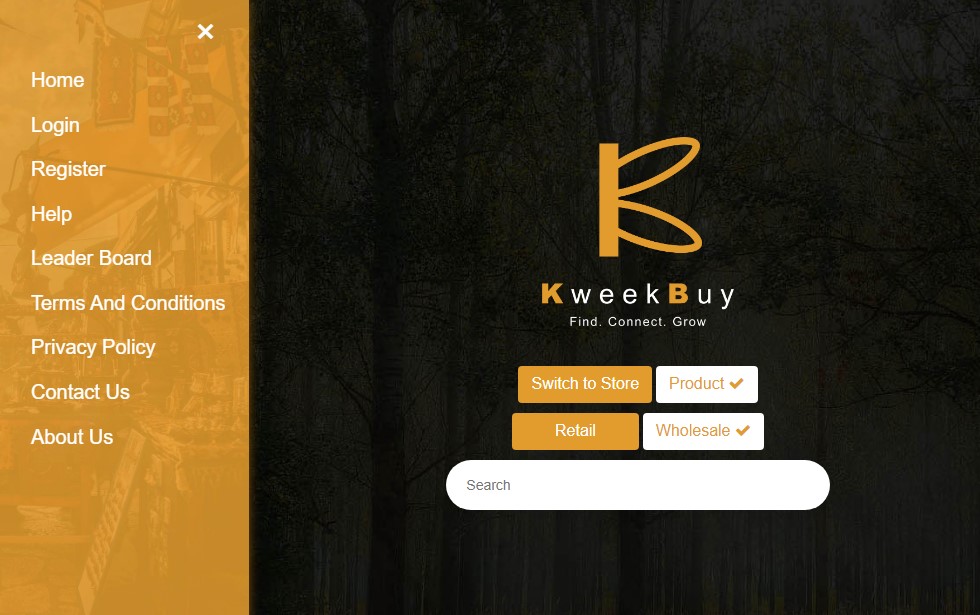 Home
Login
Register
Help
Leader Board
Terms And Conditions
Privacy Policy
Contact Us
About Us
KweekBuy
Find. Connect. Grow
Switch to Store Product
Retail Wholesale
Search